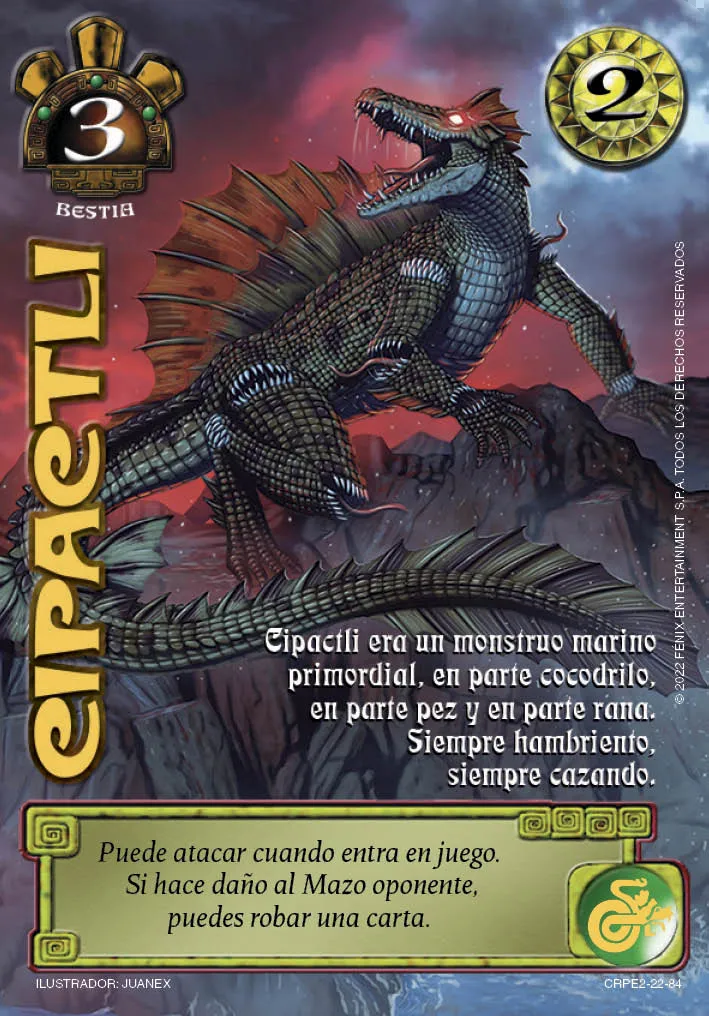 3
2
BESTIA
CIPACTLI
Cipactli era un monstruo marino
primordial, en parte cocodrilo,
en parte pez y en parte rana.
Siempre hambriento,
siempre cazando.
© 2022 FÉNIX ENTERTAINMENT S.P.A. TODOS LOS DERECHOS RESERVADOS
Puede atacar cuando entra en juego.
Si hace daño al Mazo oponente,
puedes robar una carta.
ILUSTRADOR: JUANEX
CRPE2-22-84